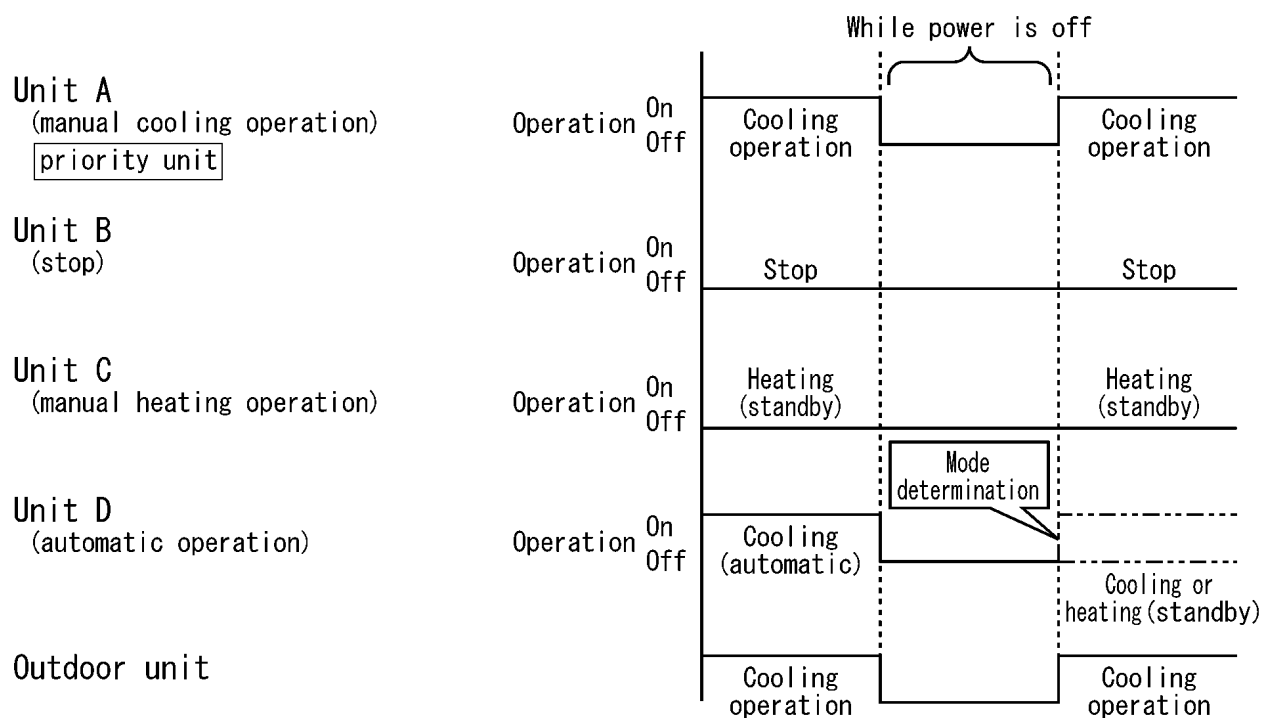 While power is off
Unit A
(manual cooling operation)
priority unit
Operation On
Off
Cooling
operation
Cooling
operation
Unit B
(stop)
Operation On
Off
Stop
Stop
Unit C
(manual heating operation)
Operation On
Off
Heating
(standby)
Heating
(standby)
Unit D
(automatic operation)
Operation On
Off
Cooling
(automatic)
Mode
determination
Cooling or
heating(standby)
Outdoor unit
Cooling
operation
Cooling
operation